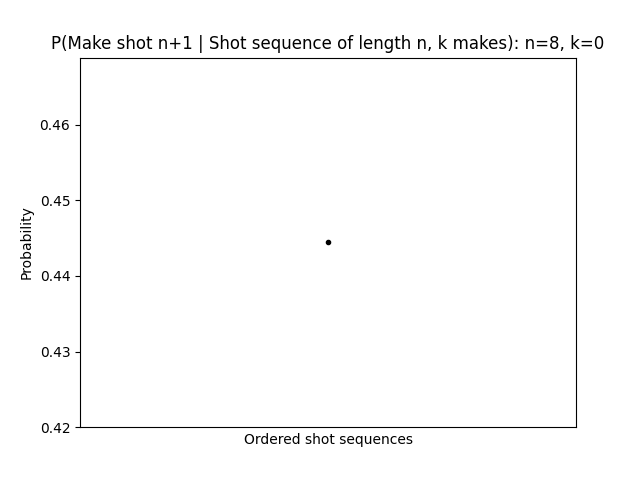 P(Make shot n+1 | Shot sequence of length n, k makes): n=8, k=0
0.46
0.45
0.44
0.43
0.42
Probability
Ordered shot sequences